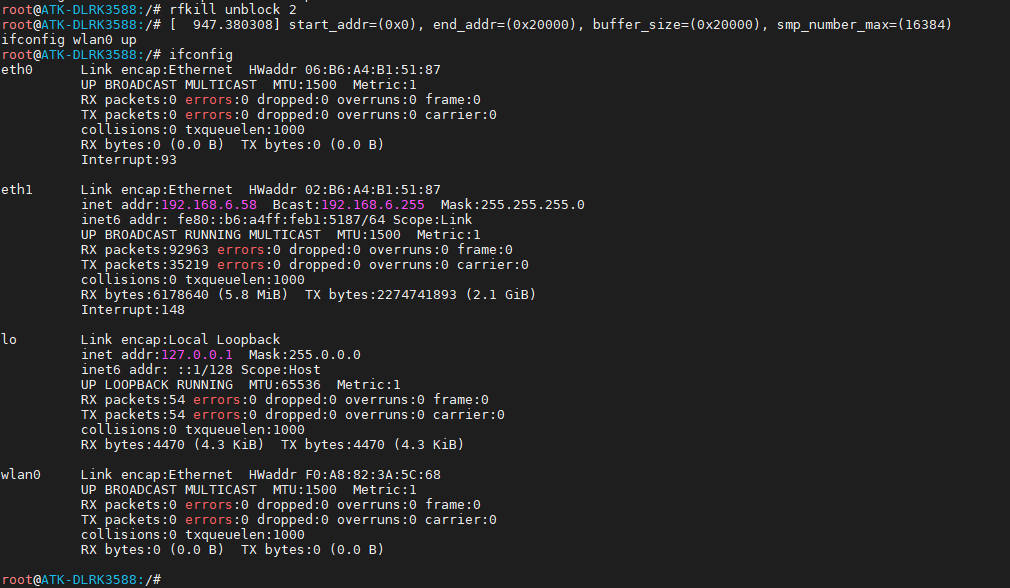 root@ATK-DLRK3588:/# rfkill unblock 2
root@ATK-DLRK3588:/# [  947.380308] start_addr=(0x0), end_addr=(0x20000), buffer_size=(0x20000), smp_number_max=(16384)
ifconfig wlan0 up
root@ATK-DLRK3588:/# ifconfig
eth0      Link encap:Ethernet  HWaddr 06:B6:A4:B1:51:87
          UP BROADCAST MULTICAST  MTU:1500  Metric:1
          RX packets:0 errors:0 dropped:0 overruns:0 frame:0
          TX packets:0 errors:0 dropped:0 overruns:0 carrier:0
          collisions:0 txqueuelen:1000
          RX bytes:0 (0.0 B)  TX bytes:0 (0.0 B)
          Interrupt:93

eth1      Link encap:Ethernet  HWaddr 02:B6:A4:B1:51:87
          inet addr:192.168.6.58  Bcast:192.168.6.255  Mask:255.255.255.0
          inet6 addr: fe80::b6:a4ff:feb1:5187/64 Scope:Link
          UP BROADCAST RUNNING MULTICAST  MTU:1500  Metric:1
          RX packets:92963 errors:0 dropped:0 overruns:0 frame:0
          TX packets:35219 errors:0 dropped:0 overruns:0 carrier:0
          collisions:0 txqueuelen:1000
          RX bytes:6178640 (5.8 MiB)  TX bytes:2274741893 (2.1 GiB)
          Interrupt:148

lo        Link encap:Local Loopback
          inet addr:127.0.0.1  Mask:255.0.0.0
          inet6 addr: ::1/128 Scope:Host
          UP LOOPBACK RUNNING  MTU:65536  Metric:1
          RX packets:54 errors:0 dropped:0 overruns:0 frame:0
          TX packets:54 errors:0 dropped:0 overruns:0 carrier:0
          collisions:0 txqueuelen:1000
          RX bytes:4470 (4.3 KiB)  TX bytes:4470 (4.3 KiB)

wlan0     Link encap:Ethernet  HWaddr F0:A8:82:3A:5C:68
          UP BROADCAST MULTICAST  MTU:1500  Metric:1
          RX packets:0 errors:0 dropped:0 overruns:0 frame:0
          TX packets:0 errors:0 dropped:0 overruns:0 carrier:0
          collisions:0 txqueuelen:1000
          RX bytes:0 (0.0 B)  TX bytes:0 (0.0 B)

root@ATK-DLRK3588:/#